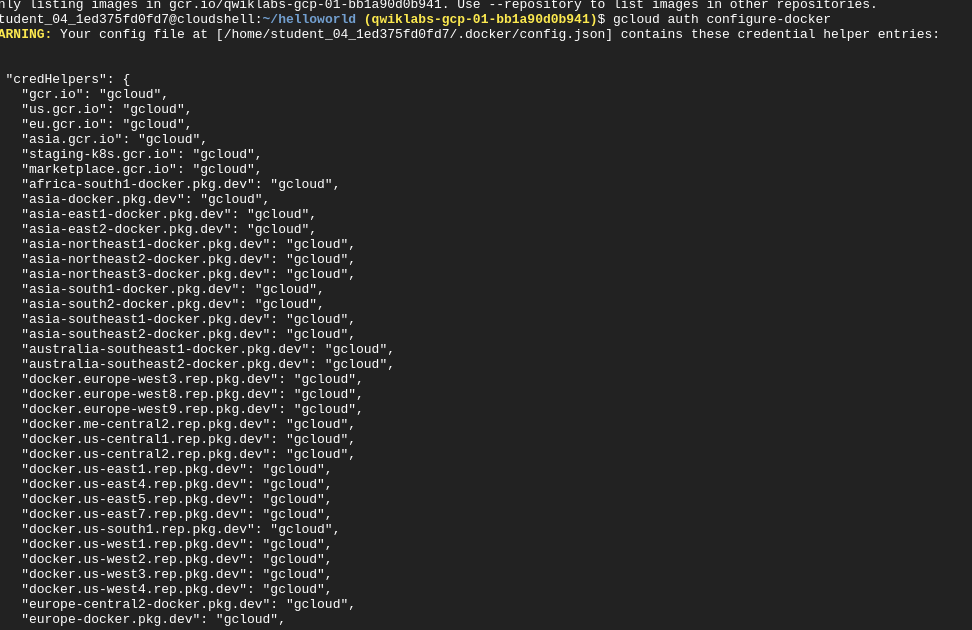 nly listing images in gcr.io/qwiklabs-gcp-01-bb1a90d0b941. Use --repository to list images in other repositories.
tudent_04_1ed375fd0fd7@cloudshell:~/helloworld (qwiklabs-gcp-01-bb1a90d0b941)$ gcloud auth configure-docker
ARNING: Your config file at [/home/student_04_1ed375fd0fd7/.docker/config.json] contains these credential helper entries:
"credHelpers": {
"gcr.io": "gcloud",
"us.gcr.io": "gcloud",
"eu.gcr.io": "gcloud",
"asia.gcr.io": "gcloud",
"staging-k8s.gcr.io": "gcloud",
"marketplace.gcr.io": "gcloud",
"africa-south1-docker.pkg.dev": "gcloud",
"asia-docker.pkg.dev": "gcloud",
"asia-east1-docker.pkg.dev": "gcloud",
"asia-east2-docker.pkg.dev": "gcloud",
"asia-northeast1-docker.pkg.dev": "gcloud",
"asia-northeast2-docker.pkg.dev": "gcloud",
"asia-northeast3-docker.pkg.dev": "gcloud",
"asia-south1-docker.pkg.dev": "gcloud",
"asia-south2-docker.pkg.dev": "gcloud",
"asia-southeast1-docker.pkg.dev": "gcloud",
"asia-southeast2-docker.pkg.dev": "gcloud",
"australia-southeast1-docker.pkg.dev": "gcloud",
"australia-southeast2-docker.pkg.dev": "gcloud",
"docker.europe-west3.rep.pkg.dev": "gcloud",
"docker.europe-west8.rep.pkg.dev": "gcloud",
"docker.europe-west9.rep.pkg.dev": "gcloud",
"docker.me-central2.rep.pkg.dev": "gcloud",
"docker.us-central1.rep.pkg.dev": "gcloud",
"docker.us-central2.rep.pkg.dev": "gcloud",
"docker.us-east1.rep.pkg.dev": "gcloud",
"docker.us-east4.rep.pkg.dev": "gcloud",
"docker.us-east5.rep.pkg.dev": "gcloud",
"docker.us-east7.rep.pkg.dev": "gcloud",
"docker.us-south1.rep.pkg.dev": "gcloud",
"docker.us-west1.rep.pkg.dev": "gcloud",
"docker.us-west2.rep.pkg.dev": "gcloud",
"docker.us-west3.rep.pkg.dev": "gcloud",
"docker.us-west4.rep.pkg.dev": "gcloud",
"europe-central2-docker.pkg.dev": "gcloud",
"europe-docker.pkg.dev": "gcloud",